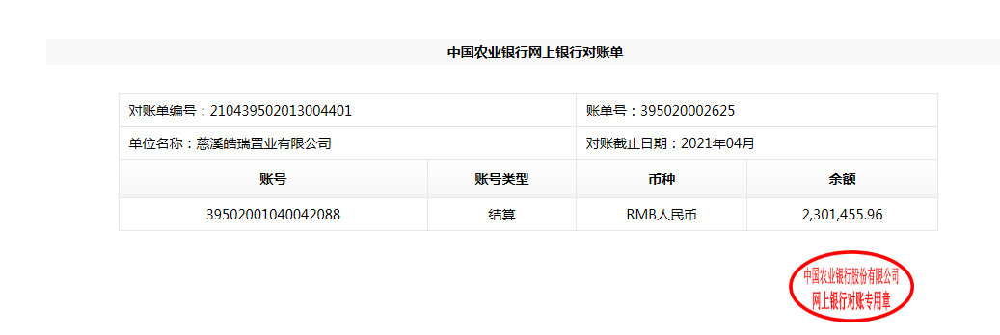 中国农业银行网上银行对账单
对账单编号：210439502013004401 账单号：395020002625
单位名称：慈溪皓瑞置业有限公司 对账截止日期：2021年04月
账号 账号类型 币种 余额
39502001040042088 结算 RMB人民币 2,301,455.96
中国农业银行股份有限公司
网上银行对账专用章